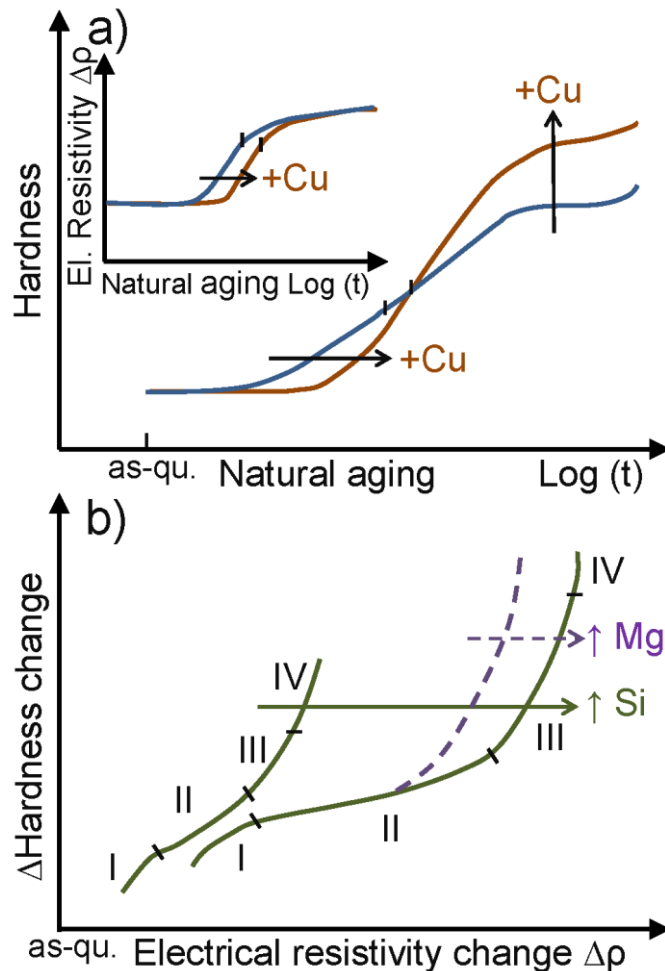 a)
El. Resistivity Δρ
+Cu
Natural aging Log (t)
Hardness
+Cu
+Cu
as-qu.
Natural aging
Log (t)
b)
IV
↑ Mg
IV
↑ Si
III
III
II
II
I
I
ΔHardness change
as-qu.
Electrical resistivity change Δρ